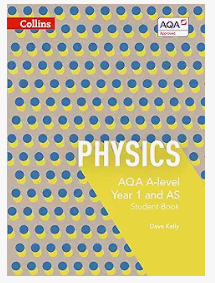 Collins
AQA
Approved
PHYSICS
AQA A-level
Year 1 and AS
Student Book
Dave Kelly